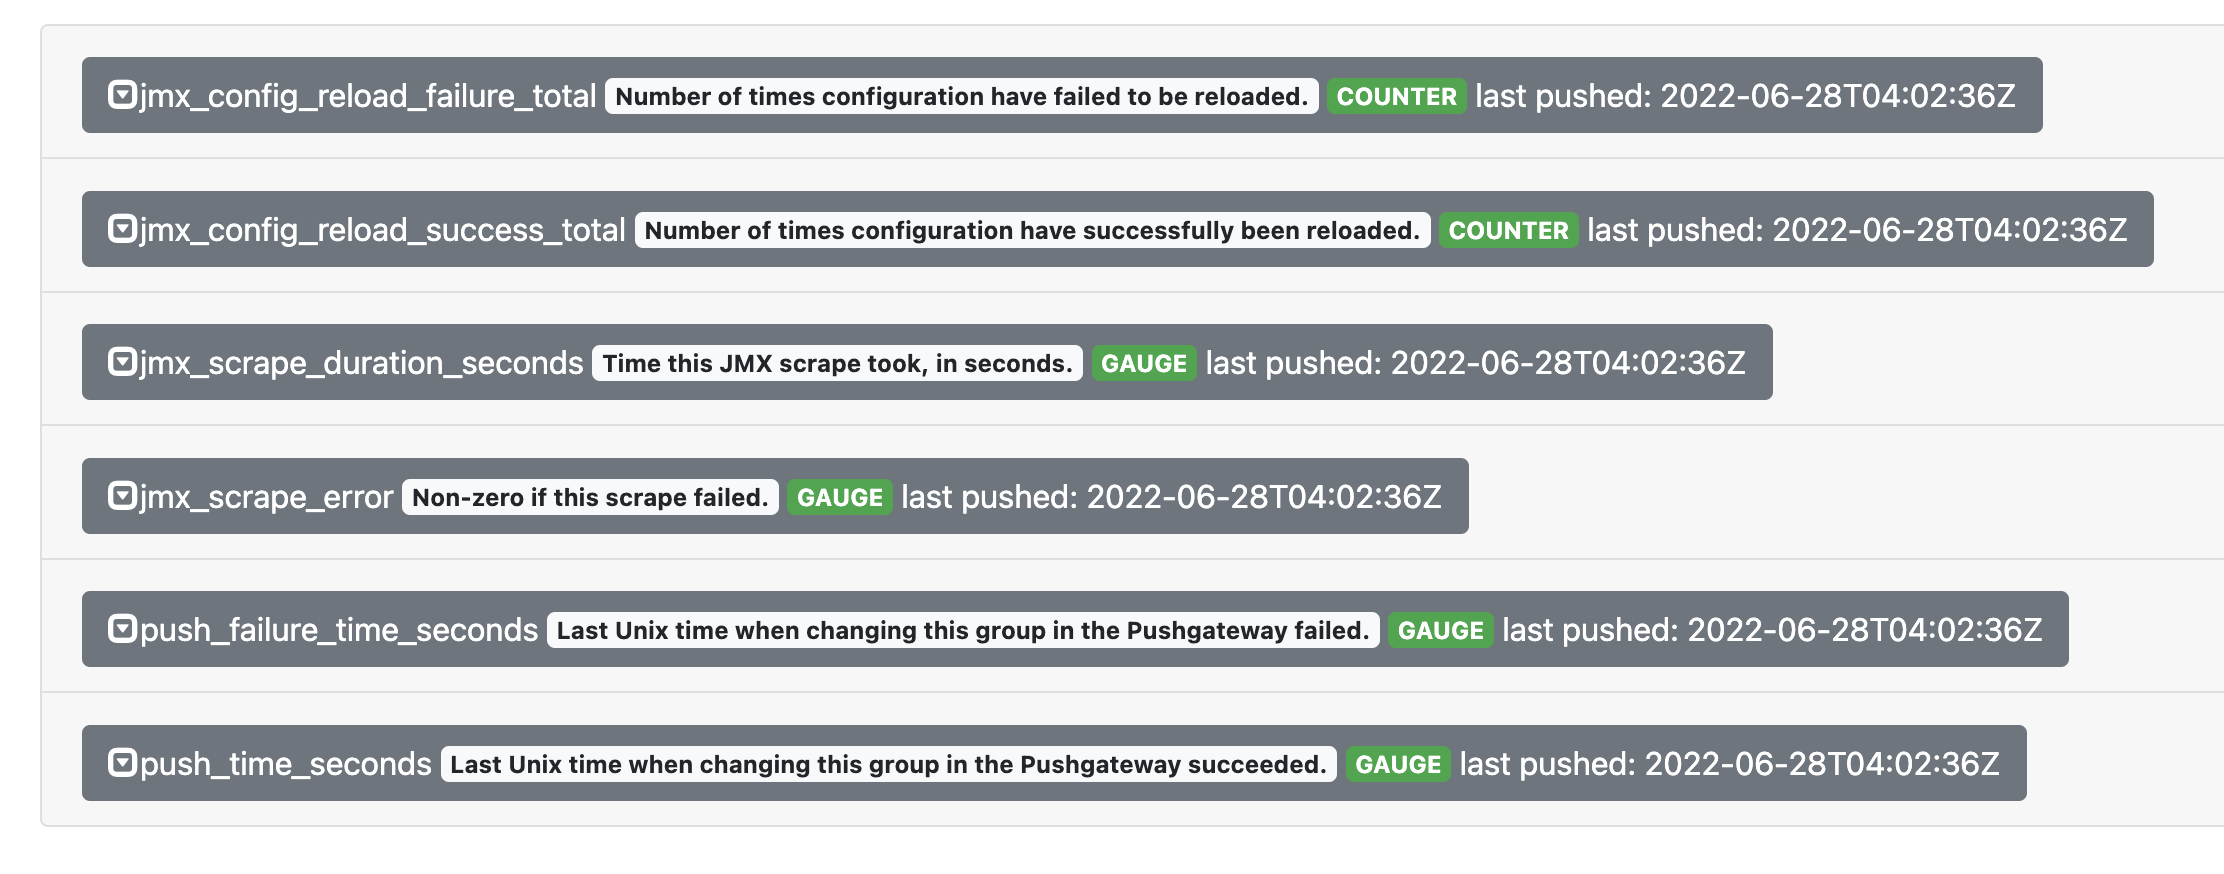 jmx_config_reload_failure_total Number of times configuration have failed to be reloaded. COUNTER last pushed: 2022-06-28T04:02:36Z
jmx_config_reload_success_total Number of times configuration have successfully been reloaded. COUNTER last pushed: 2022-06-28T04:02:36Z
jmx_scrape_duration_seconds Time this JMX scrape took, in seconds. GAUGE last pushed: 2022-06-28T04:02:36Z
jmx_scrape_error Non-zero if this scrape failed. GAUGE last pushed: 2022-06-28T04:02:36Z
push_failure_time_seconds Last Unix time when changing this group in the Pushgateway failed. GAUGE last pushed: 2022-06-28T04:02:36Z
push_time_seconds Last Unix time when changing this group in the Pushgateway succeeded. GAUGE last pushed: 2022-06-28T04:02:36Z